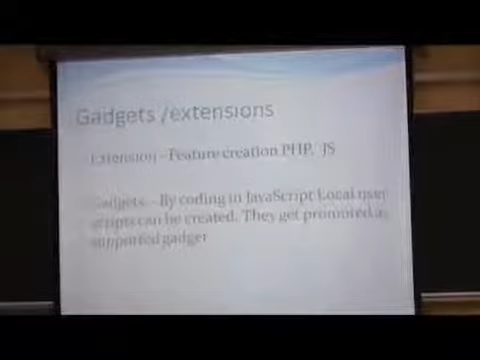 Gadgets /extensions
Extension - Feature creation PHP, JS
Gadgets - By coding in JavaScript Local user
scripts can be created. They get promoted as
supported gadget